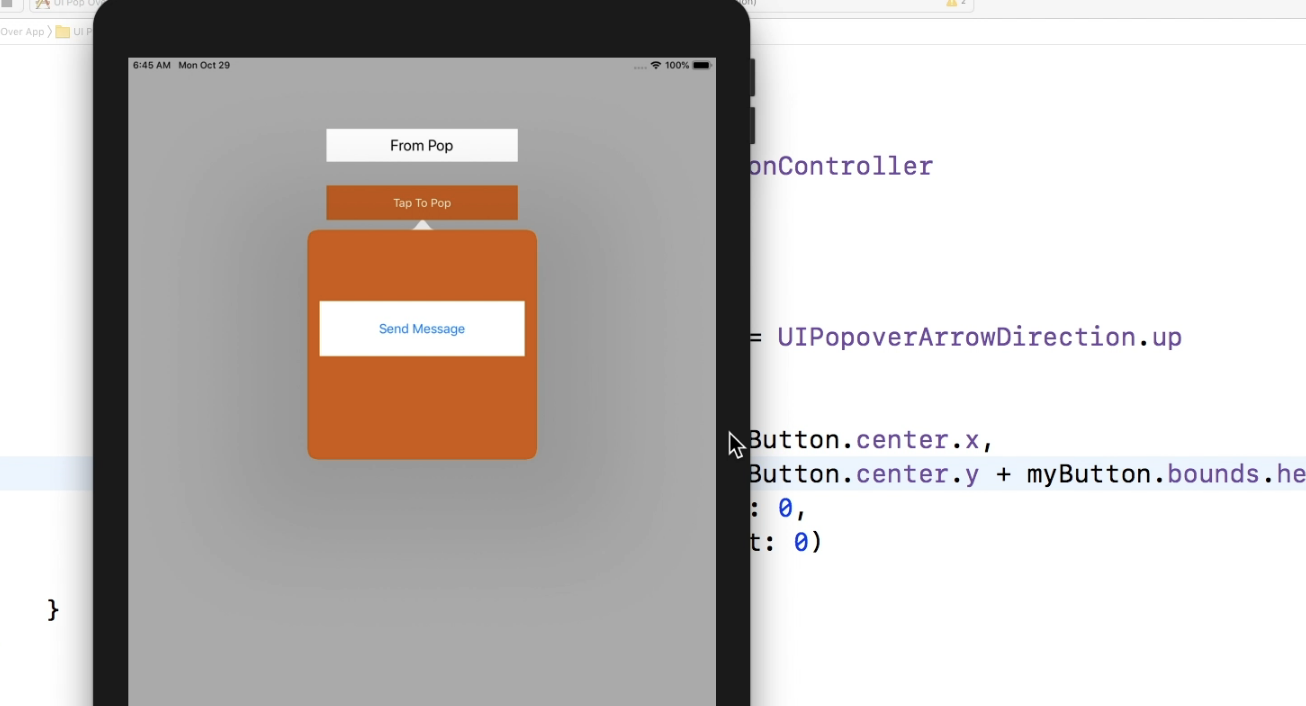 UI Pop Ov
2
Over App 〉 UI P
6:45 AM Mon Oct 29
100%
From Pop
onController
Tap To Pop
Send Message
= UIPopoverArrowDirection.up
Button.center.x,
Button.center.y + myButton.bounds.he
: 0,
t: 0)
}